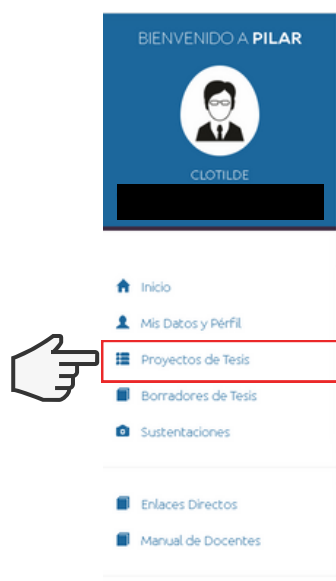 BIENVENIDO A PILAR
CLOTILDE
Inicio
Mis Datos y Pérfil
Proyectos de Tesis
Borradores de Tesis
Sustentaciones
Enlaces Directos
Manual de Docentes